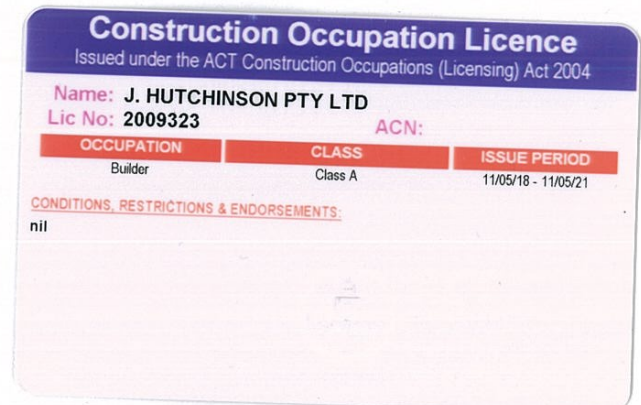 Construction Occupation Licence
Issued under the ACT Construction Occupations (Licensing) Act 2004
Name: J. HUTCHINSON PTY LTD
Lic No: 2009323 ACN:
OCCUPATION CLASS ISSUE PERIOD
Builder Class A 11/05/18 - 11/05/21
CONDITIONS, RESTRICTIONS & ENDORSEMENTS:
nil